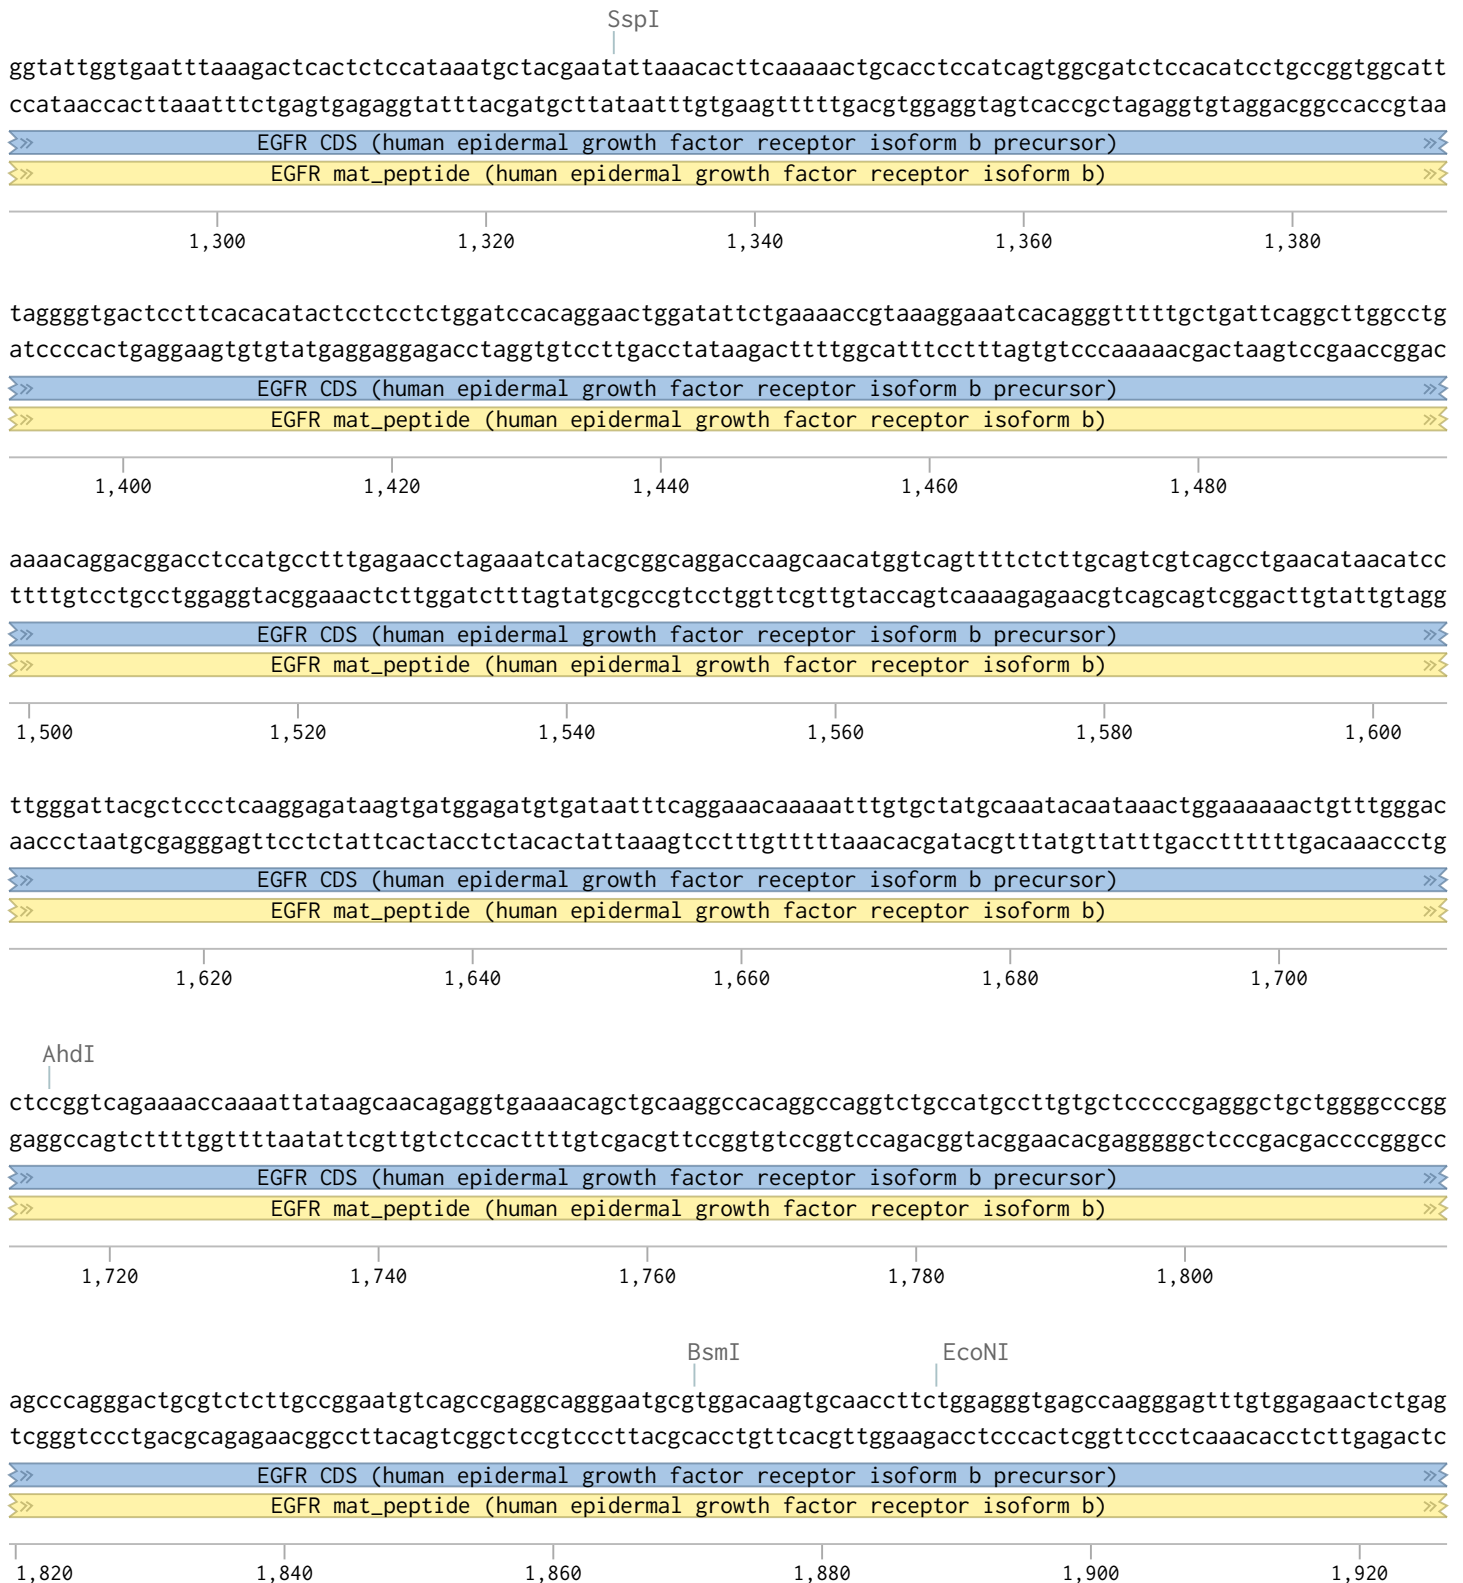 SspI
ggtattggtgaatttaaagactcactctccataaatgctacgaatattaaacacttcaaaaactgcacctccatcagtggcgatctccacatcctgccggtggcatt
ccataaccacttaaatttctgagtgagaggtatttacgatgcttataatttgtgaagtttttgacgtggaggtagtcaccgctagaggtgtaggacggccaccgtaa
EGFR CDS (human epidermal growth factor receptor isoform b precursor)
EGFR mat_peptide (human epidermal growth factor receptor isoform b)
1,300 1,320 1,340 1,360 1,380
taggggtgactccttcacacatactcctcctctggatccacaggaactggatattctgaaaaccgtaaaggaaatcacagggtttttgctgattcaggcttggcctg
atccccactgaggaagtgtgtatgaggaggagacctaggtgtccttgacctataagacttttggcatttcctttagtgtcccaaaaacgactaagtccgaaccggac
EGFR CDS (human epidermal growth factor receptor isoform b precursor)
EGFR mat_peptide (human epidermal growth factor receptor isoform b)
1,400 1,420 1,440 1,460 1,480
aaaacaggacggacctccatgcctttgagaacctagaaatcatacgcggcaggaccaagcaacatggtcagttttctcttgcagtcgtcagcctgaacataacatcc
ttttgtcctgcctggaggtacggaaactcttggatctttagtatgcgccgtcctggttcgttgtaccagtcaaaagagaacgtcagcagtcggacttgtattgtagg
EGFR CDS (human epidermal growth factor receptor isoform b precursor)
EGFR mat_peptide (human epidermal growth factor receptor isoform b)
1,500 1,520 1,540 1,560 1,580 1,600
ttgggattacgctccctcaaggagataagtgatggagatgtgataatttcaggaaacaaaaatttgtgctatgcaaatacaataaactggaaaaaactgtttgggac
aaccctaatgcgagggagttcctctattcactacctctacactattaaagtcctttgtttttaaacacgatacgtttatgttatttgaccttttttgacaaaccctg
EGFR CDS (human epidermal growth factor receptor isoform b precursor)
EGFR mat_peptide (human epidermal growth factor receptor isoform b)
1,620 1,640 1,660 1,680 1,700
AhdI
ctccggtcagaaaaccaaaattataagcaacagaggtgaaaacagctgcaaggccacaggccaggtctgccatgccttgtgctcccccgagggctgctggggcccgg
gaggccagtcttttggttttaatattcgttgtctccacttttgtcgacgttccggtgtccggtccagacggtacggaacacgagggggctcccgacgaccccgggcc
EGFR CDS (human epidermal growth factor receptor isoform b precursor)
EGFR mat_peptide (human epidermal growth factor receptor isoform b)
1,720 1,740 1,760 1,780 1,800
BsmI EcoNI
agcccagggactgcgtctcttgccggaatgtcagccgaggcagggaatgcgtggacaagtgcaaccttctggagggtgagccaagggagtttgtggagaactctgag
tcgggtccctgacgcagagaacggccttacagtcggctccgtcccttacgcacctgttcacgttggaagacctcccactcggttccctcaaacacctcttgagactc
EGFR CDS (human epidermal growth factor receptor isoform b precursor)
EGFR mat_peptide (human epidermal growth factor receptor isoform b)
1,820 1,840 1,860 1,880 1,900 1,920